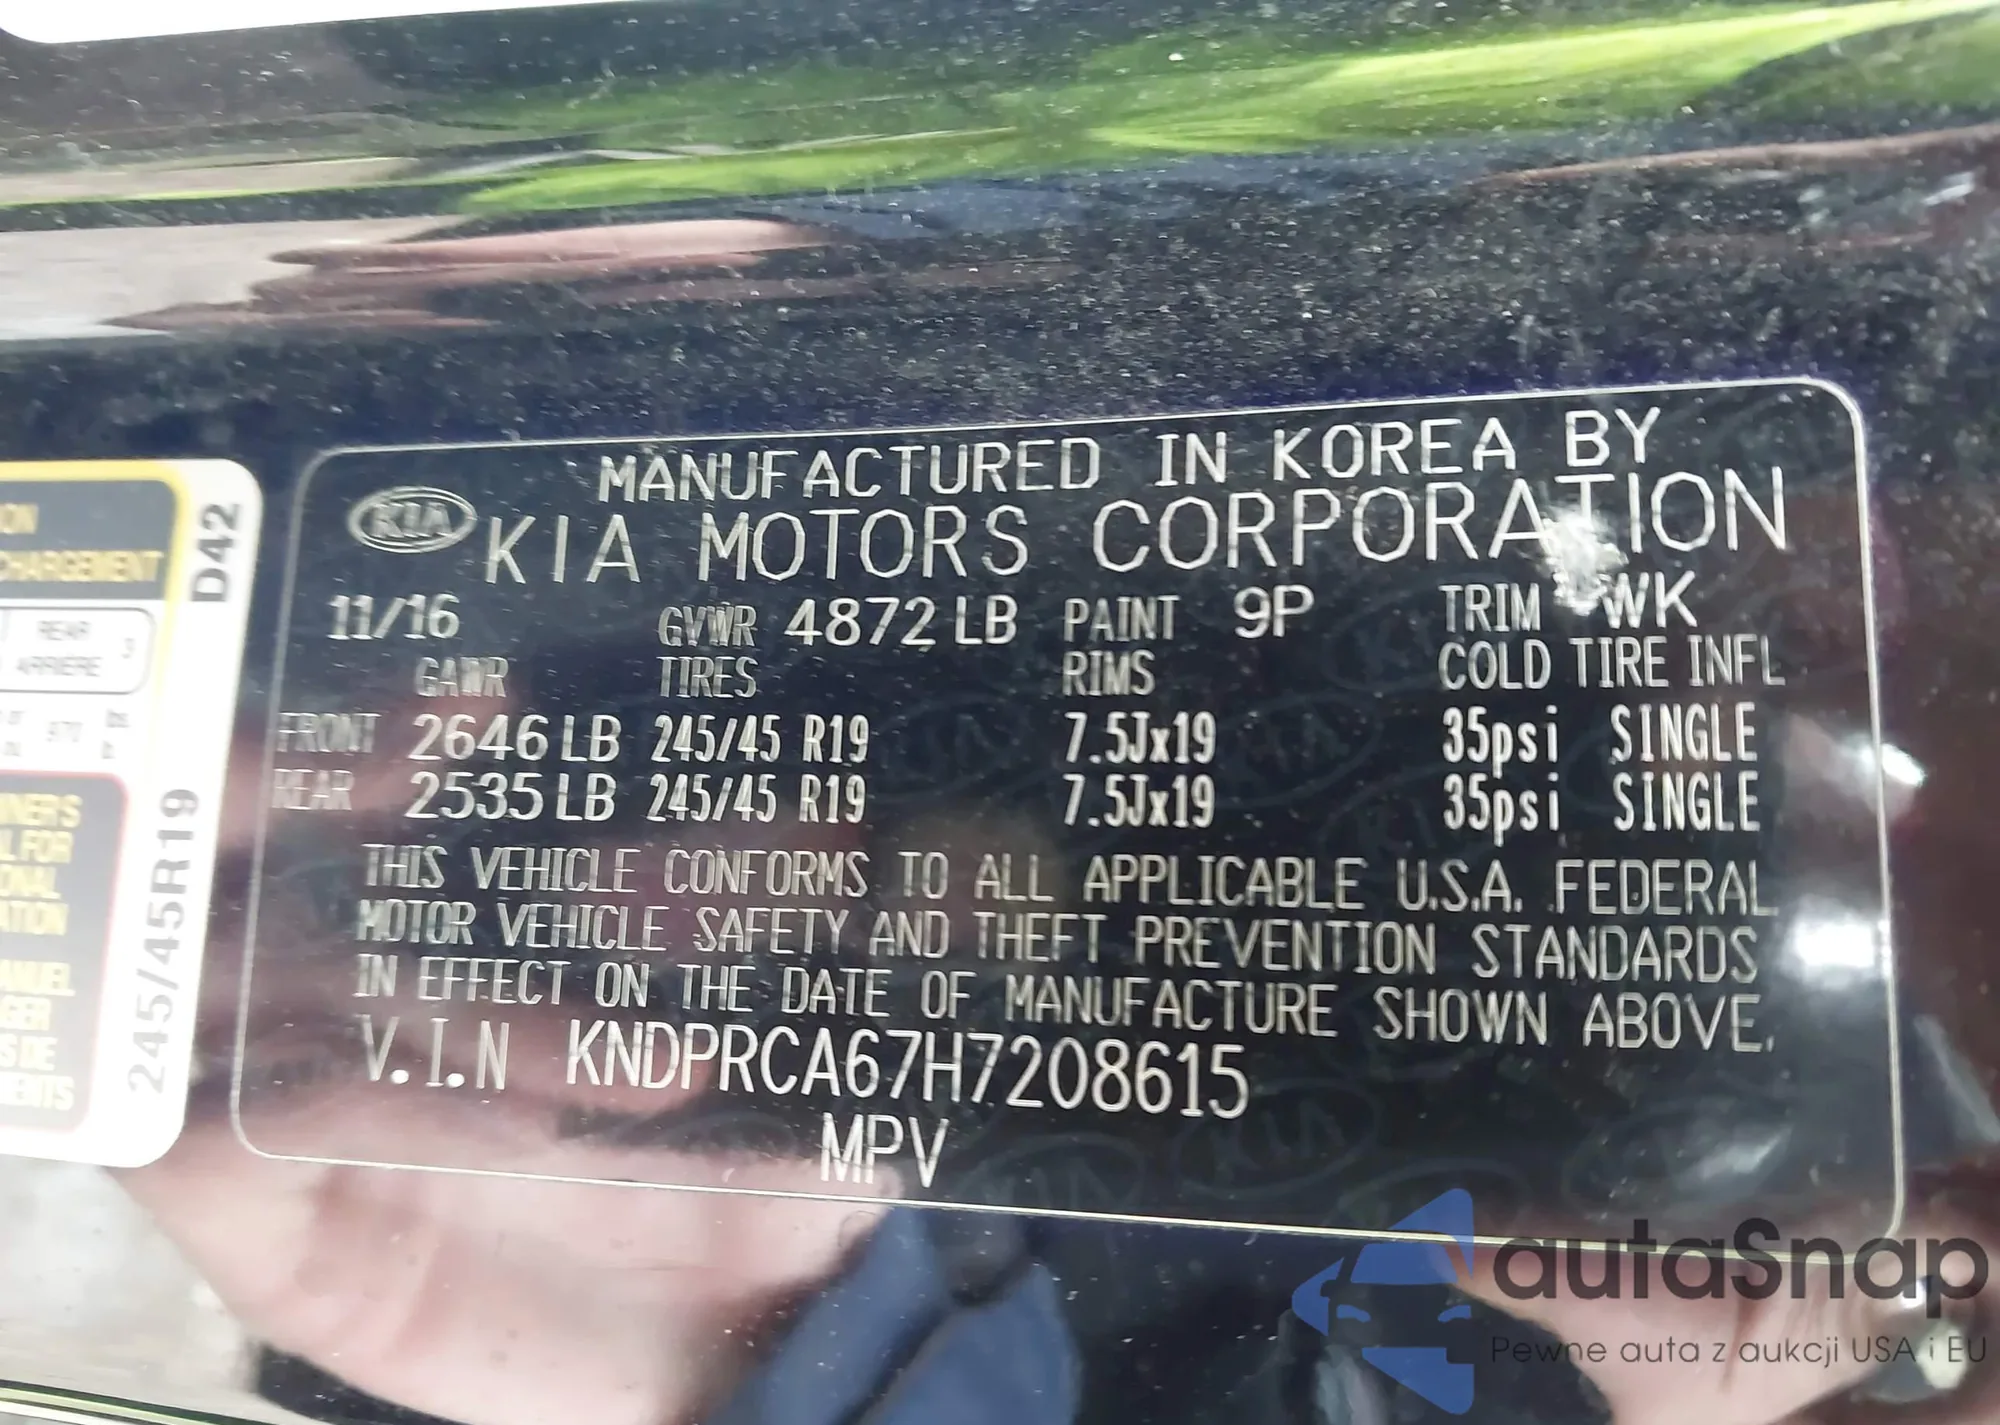 MANUFACTURED IN KOREA BY
KIA KIA MOTORS CORPORATION
11/16 GVWR 4872 LB PAINT 9P TRIM WK
GAWR TIRES RIMS COLD TIRE INFL
FRONT 2646 LB 245/45 R19 7.5Jx19 35psi SINGLE
REAR 2535 LB 245/45 R19 7.5Jx19 35psi SINGLE
THIS VEHICLE CONFORMS TO ALL APPLICABLE U.S.A. FEDERAL
MOTOR VEHICLE SAFETY AND THEFT PREVENTION STANDARDS
IN EFFECT ON THE DATE OF MANUFACTURE SHOWN ABOVE.
V.I.N KNDPRCA67H7208615
MPV
D42
245/45R19
REAR 3
ARRIÈRE
970 lbs.
autaSnap
Pewne auta z aukcji USA i EU